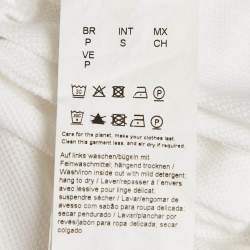 BR INT MX
P S CH
VE
P
Care for the planet, make your clothes last.
Clean this garment less, and air dry if required.
Auf links waschen/bügeln mit
Feinwaschmittel, hängend trocknen /
Wash/iron inside out with mild detergent,
hang to dry / Laver/repasser à l'envers
avec lessive pour linge délicat,
suspendre sécher / Lavar/engomar de
avesso com sabão para roupa delicada,
secar pendurado / Lavar/planchar por
revés/jabón para ropa delicada, secar
colgado